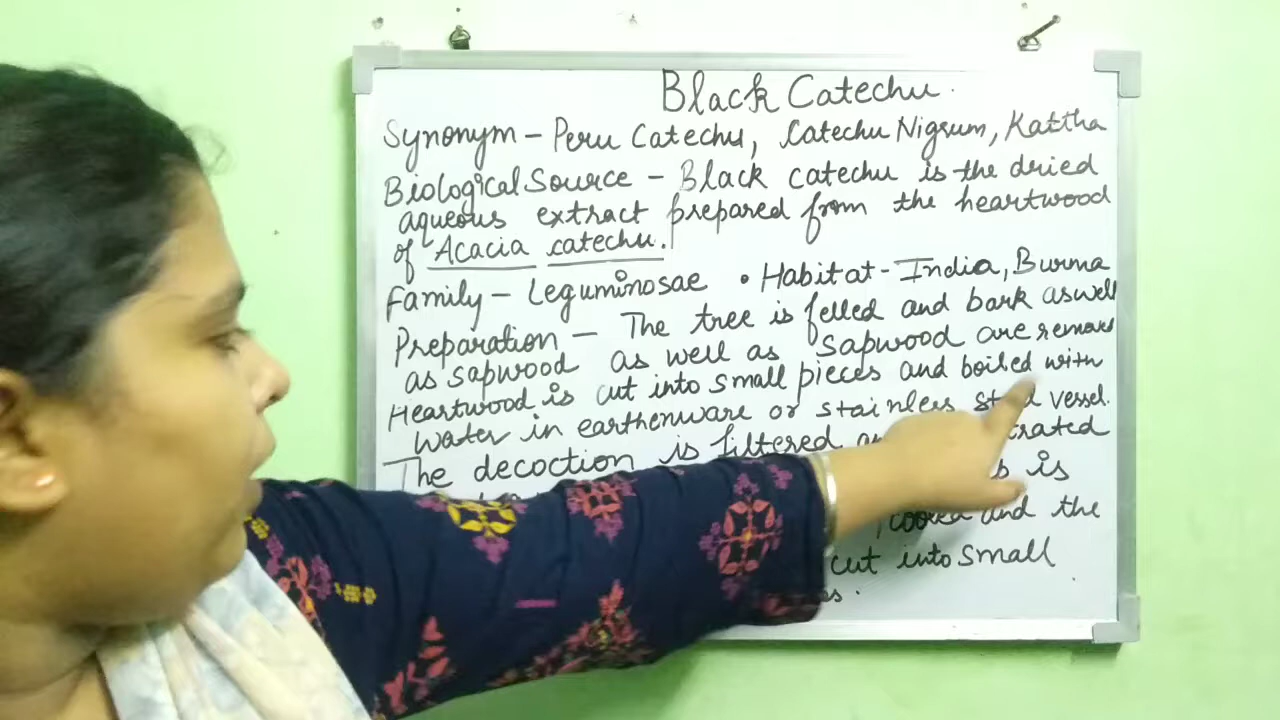 Black Catechu.
Synonym - Peru Catechu, Catechu Nigrum, Kattha
Biological Source - Black catechu is the dried
aqueous extract prepared from the heartwood
of Acacia catechu.
Family - Leguminosae • Habitat - India, Burma
Preparation - The tree is felled and bark aswell
as sapwood as well as sapwood are
Heartwood is cut into small pieces and boiled with
water in earthenware or stainless vessel.
The decoction is filtered
is
and the
cut into small